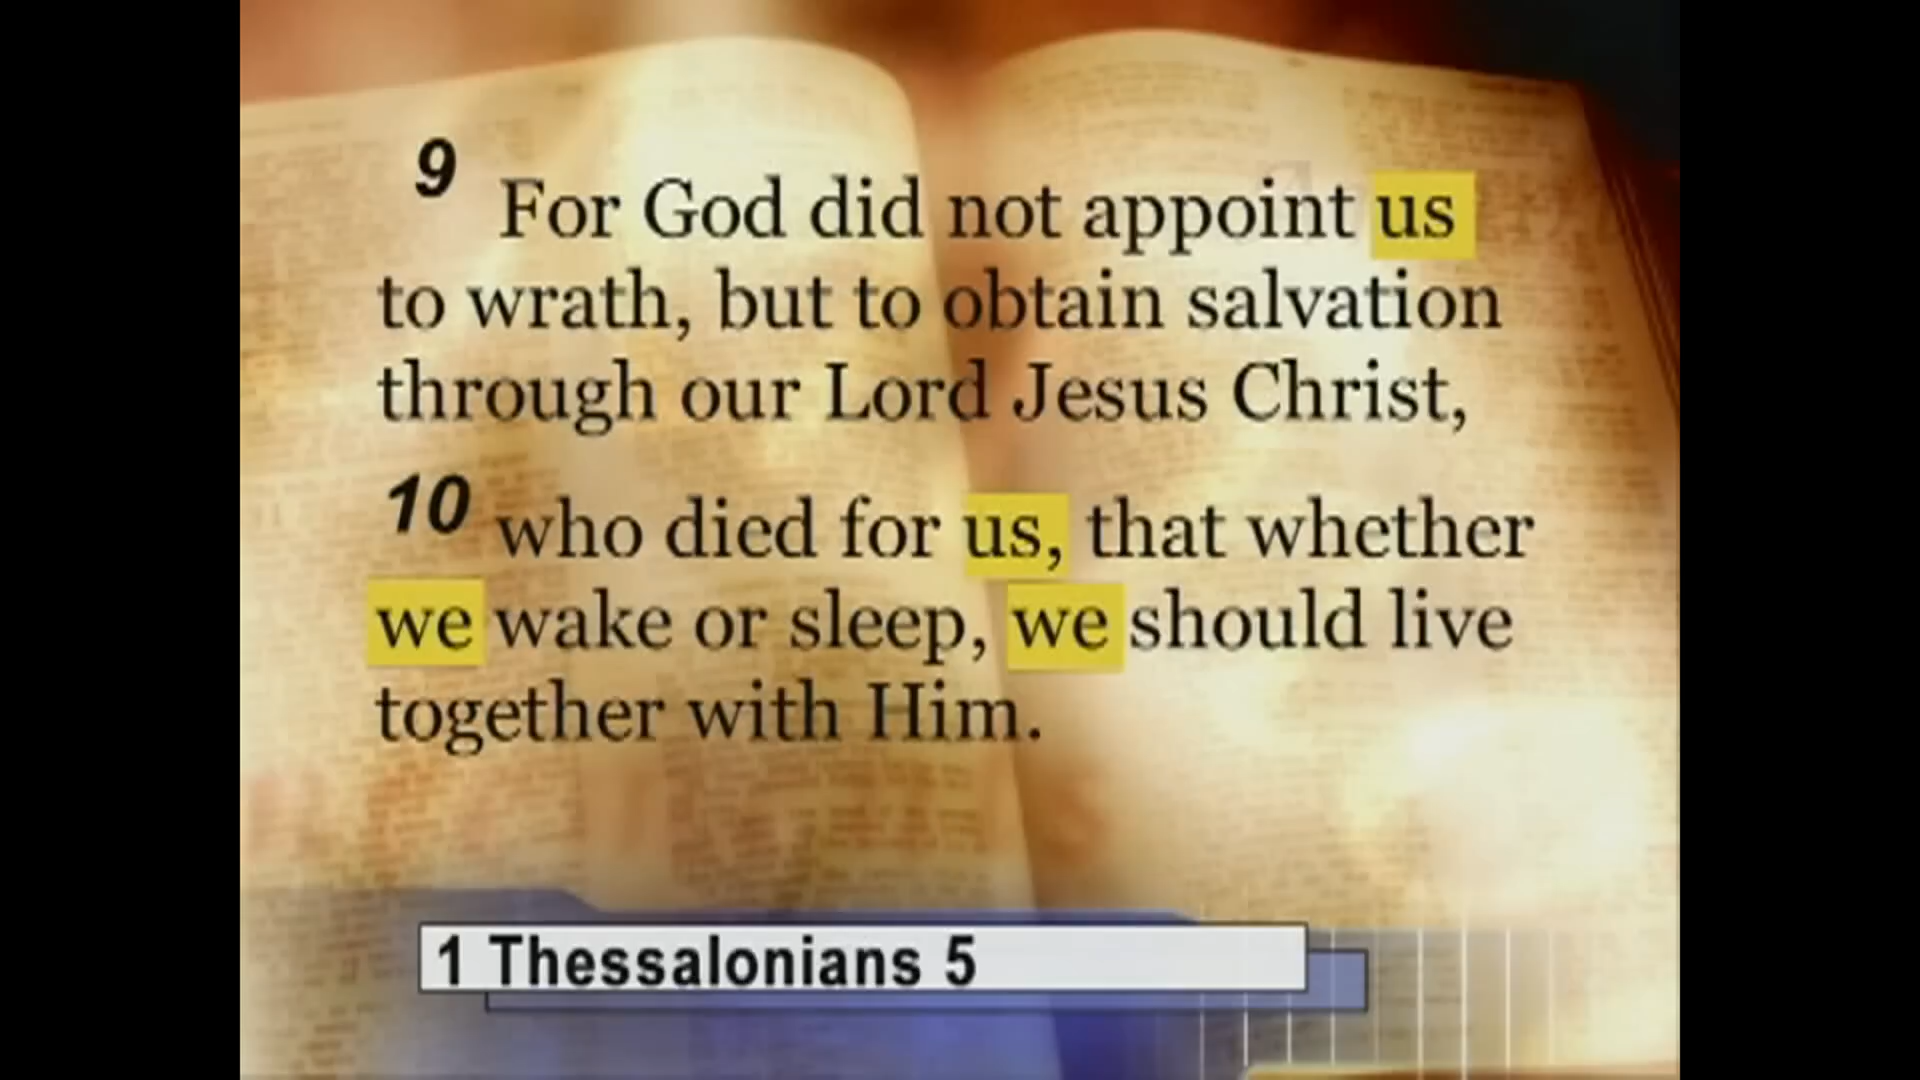 9 For God did not appoint us
to wrath, but to obtain salvation
through our Lord Jesus Christ,
10 who died for us, that whether
we wake or sleep, we should live
together with Him.
1 Thessalonians 5